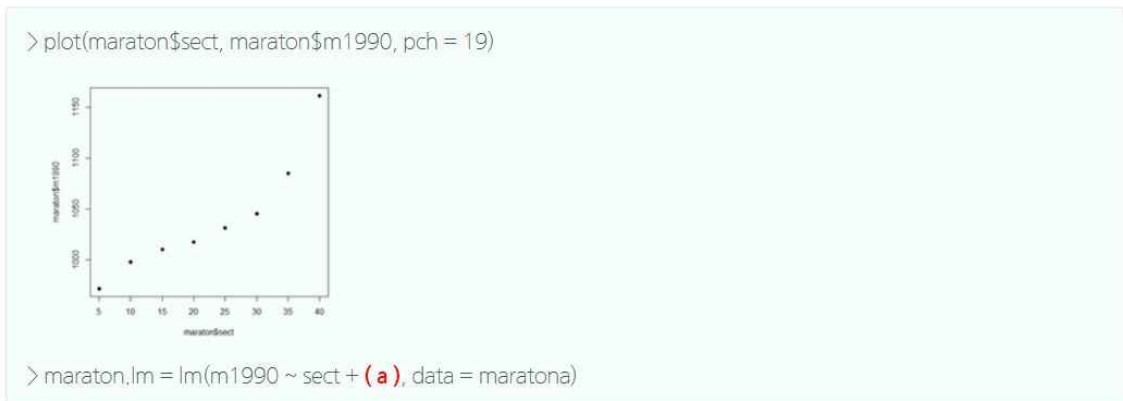 > plot(maraton$sect, maraton$m1990, pch = 19)
1150
1100
1050
1000
maraton$m1990
5 10 15 20 25 30 35 40
maraton$sect
> maraton.lm = lm(m1990 ~ sect + (a), data = maratona)